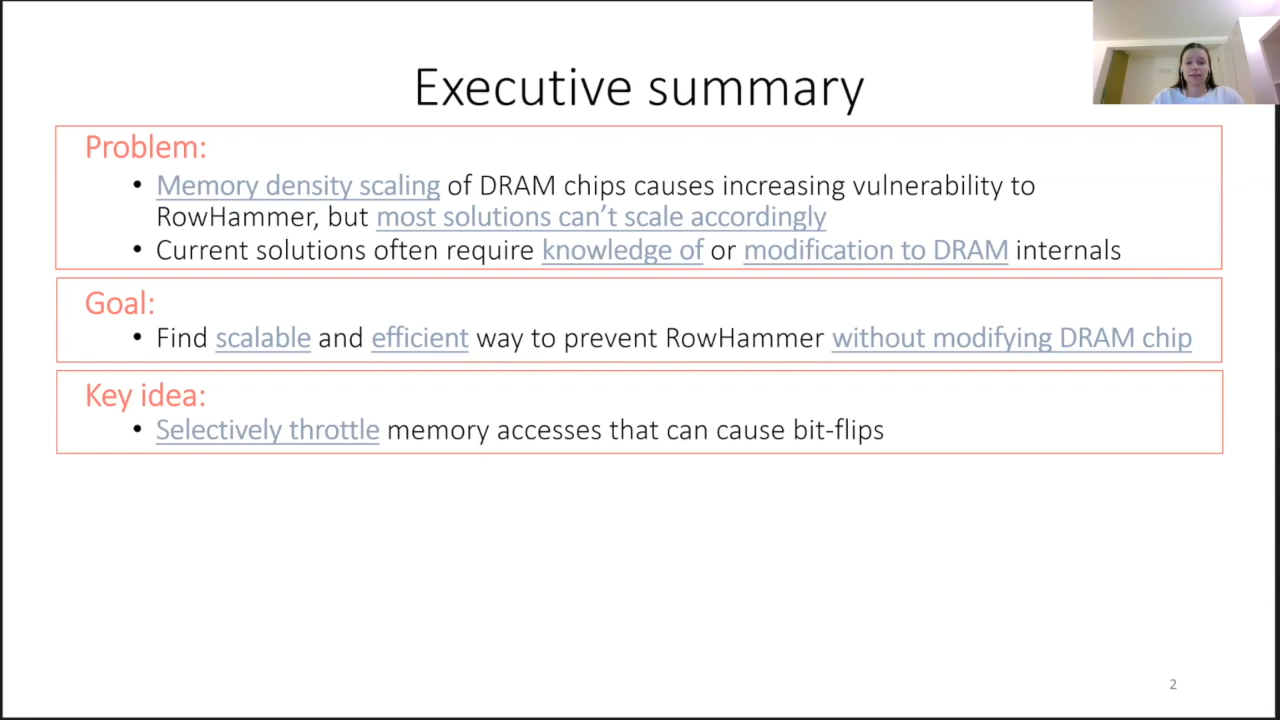 Executive summary
Problem:
• Memory density scaling of DRAM chips causes increasing vulnerability to
RowHammer, but most solutions can’t scale accordingly
• Current solutions often require knowledge of or modification to DRAM internals
Goal:
• Find scalable and efficient way to prevent RowHammer without modifying DRAM chip
Key idea:
• Selectively throttle memory accesses that can cause bit-flips
2